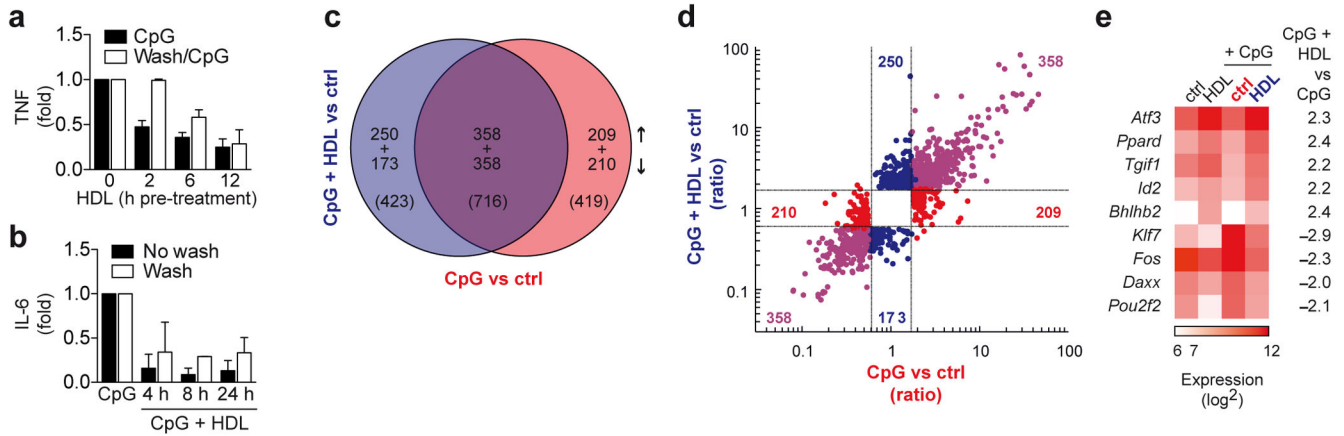 a
CpG
Wash/CpG
TNF
(fold)
1.0
0.5
0.0
0 2 6 12
HDL (h pre-treatment)
b
No wash
Wash
IL-6
(fold)
1.0
0.5
0.0
CpG 4 h 8 h 24 h
CpG + HDL
c
CpG + HDL vs ctrl
250
+
173
(423)
358
+
358
(716)
209
+
210
(419)
↑
↓
CpG vs ctrl
d
CpG + HDL vs ctrl
(ratio)
100
10
1
0.1
250
358
210
209
358
173
0.1 1 10 100
CpG vs ctrl
(ratio)
e
+ CpG
ctrl HDL ctrl HDL
CpG +
HDL
vs
CpG
Atf3 2.3
Ppard 2.4
Tgif1 2.2
Id2 2.2
Bhlhb2 2.4
Klf7 –2.9
Fos –2.3
Daxx –2.0
Pou2f2 –2.1
6 7 12
Expression
(log2)